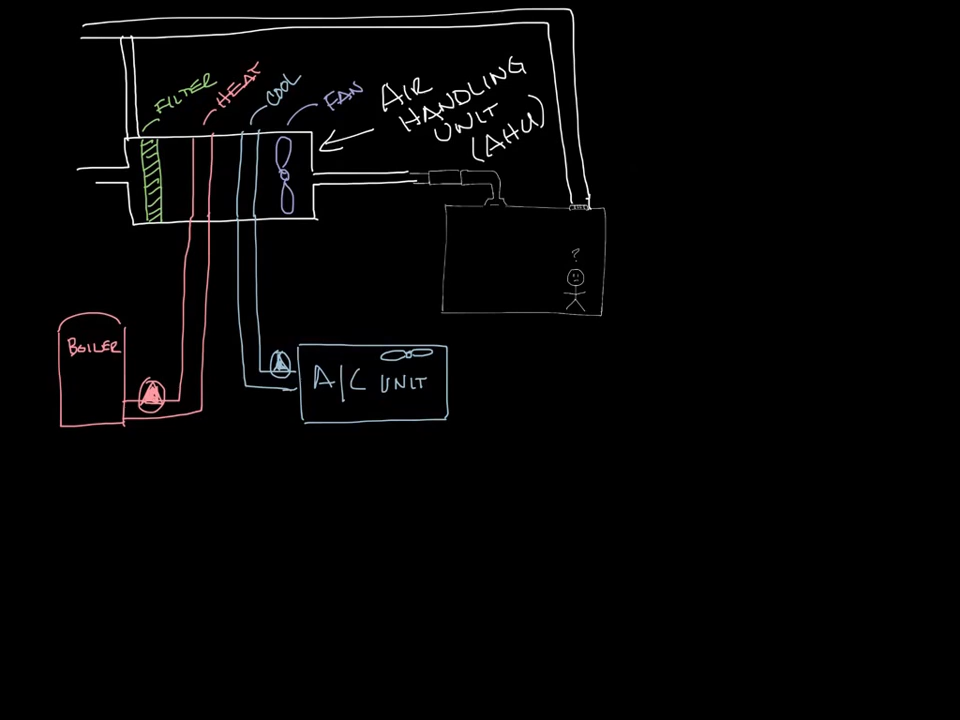 FILTER
HEAT
COOL
FAN
AIR
HANDLING
UNIT
(AHU)
?
BOILER
A/C UNIT